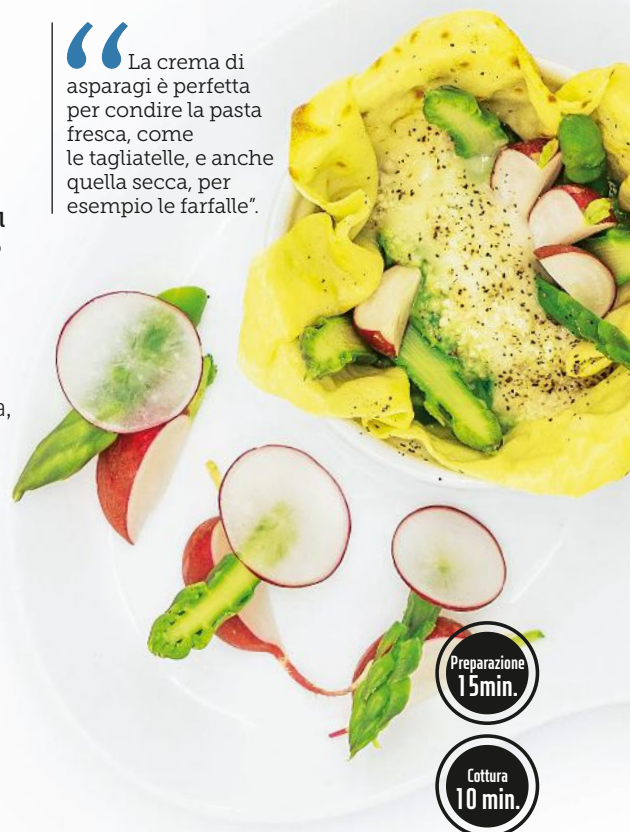 “La crema di
asparagi è perfetta
per condire la pasta
fresca, come
le tagliatelle, e anche
quella secca, per
esempio le farfalle”.
Preparazione
15min.
Cottura
10 min.